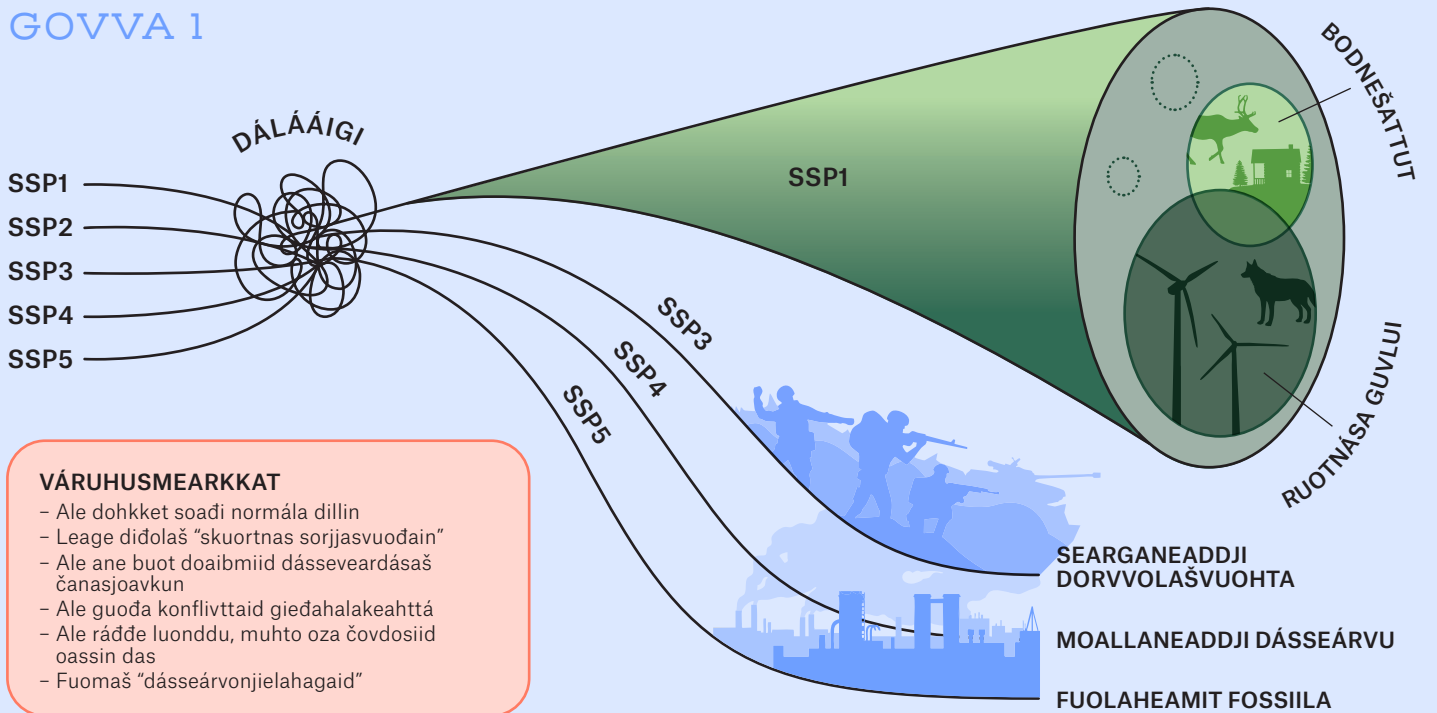 GOVVA 1
DÁLÁÁIGI
SSP1
SSP2
SSP3
SSP4
SSP5
SSP1
SSP3
SSP4
SSP5
BODNEŠATTUT
RUOTNÁSA GUVLUI
SEARGANEADDJI
DORVVOLAŠVUOHTA
MOALLANEADDJI DÁSSEÁRVU
FUOLAHEAMIT FOSSIILA
VÁRUHUSMEARKKAT
– Ale dohkket soađi normála dillin
– Leage diđolaš “skuortnas sorjjasvuođain”
– Ale ane buot doaibmiid dásseveardásaš
čanasjoavkun
– Ale guođa konflivttaid gieđahalakeahttá
– Ale ráđđe luonddu, muhto oza čovdosiid
oassin das
– Fuomaš “dásseárvonjielahagaid”